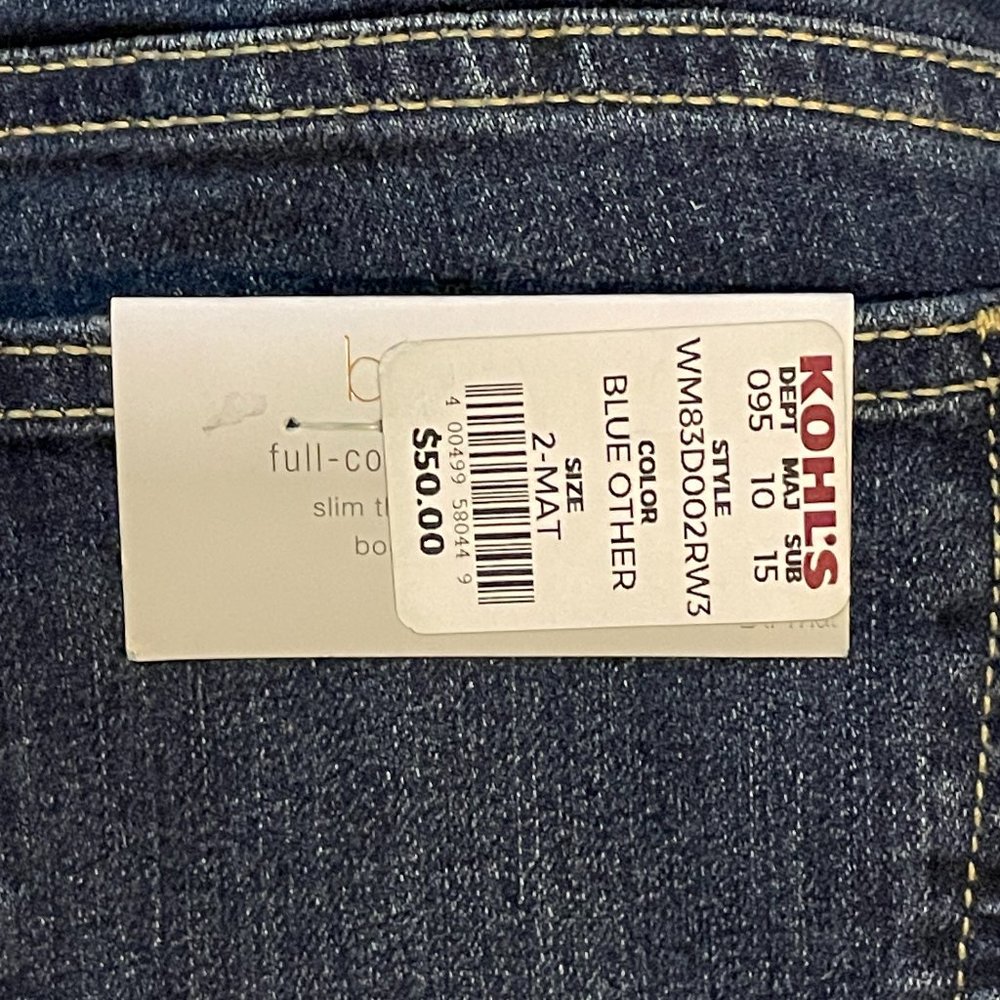 KOHL'S
DEPT MAJ SUB
095 10 15
STYLE
WM83D002RW3
COLOR
BLUE OTHER
SIZE
2-MAT
4 00499 58044 9
$50.00
full-co
slim
bo